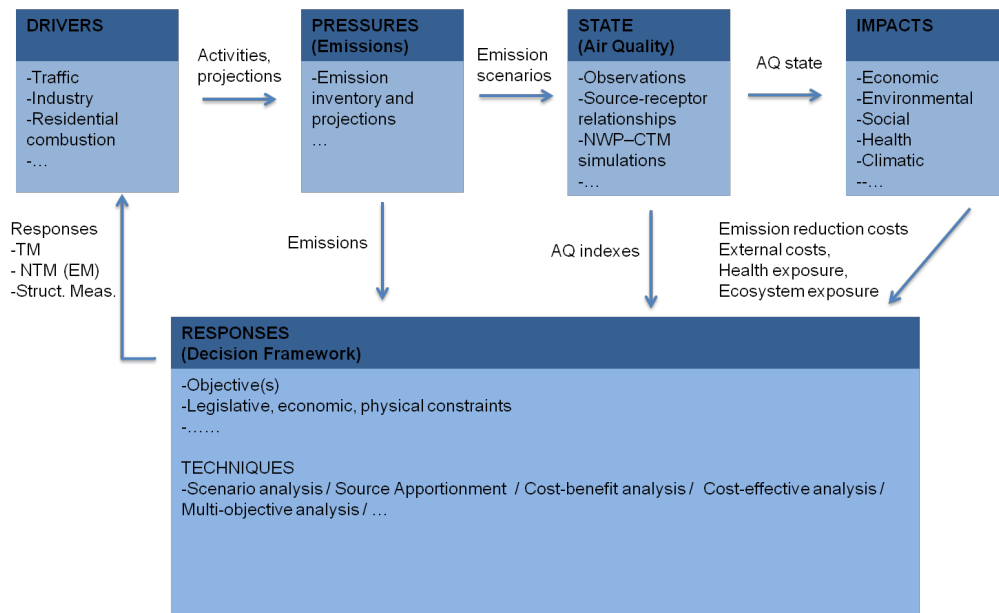 DRIVERS
-Traffic
-Industry
-Residential
combustion
-...
Activities,
projections
PRESSURES
(Emissions)
-Emission
inventory and
projections
...
Emission
scenarios
STATE
(Air Quality)
-Observations
-Source-receptor
relationships
-NWP–CTM
simulations
-...
AQ state
IMPACTS
-Economic
-Environmental
-Social
-Health
-Climatic
--...
Responses
-TM
- NTM (EM)
-Struct. Meas.
Emissions
AQ indexes
Emission reduction costs
External costs,
Health exposure,
Ecosystem exposure
RESPONSES
(Decision Framework)
-Objective(s)
-Legislative, economic, physical constraints
-......
TECHNIQUES
-Scenario analysis / Source Apportionment / Cost-benefit analysis / Cost-effective analysis /
Multi-objective analysis / ...